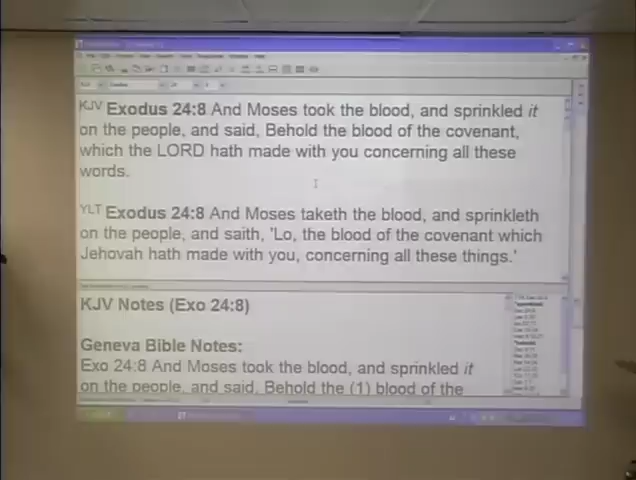 KJV Exodus 24:8 And Moses took the blood, and sprinkled it
on the people, and said, Behold the blood of the covenant,
which the LORD hath made with you concerning all these
words.
YLT Exodus 24:8 And Moses taketh the blood, and sprinkleth
on the people, and saith, 'Lo, the blood of the covenant which
Jehovah hath made with you, concerning all these things.'
KJV Notes (Exo 24:8)
Geneva Bible Notes:
Exo 24:8 And Moses took the blood, and sprinkled it
on the people, and said, Behold the (1) blood of the